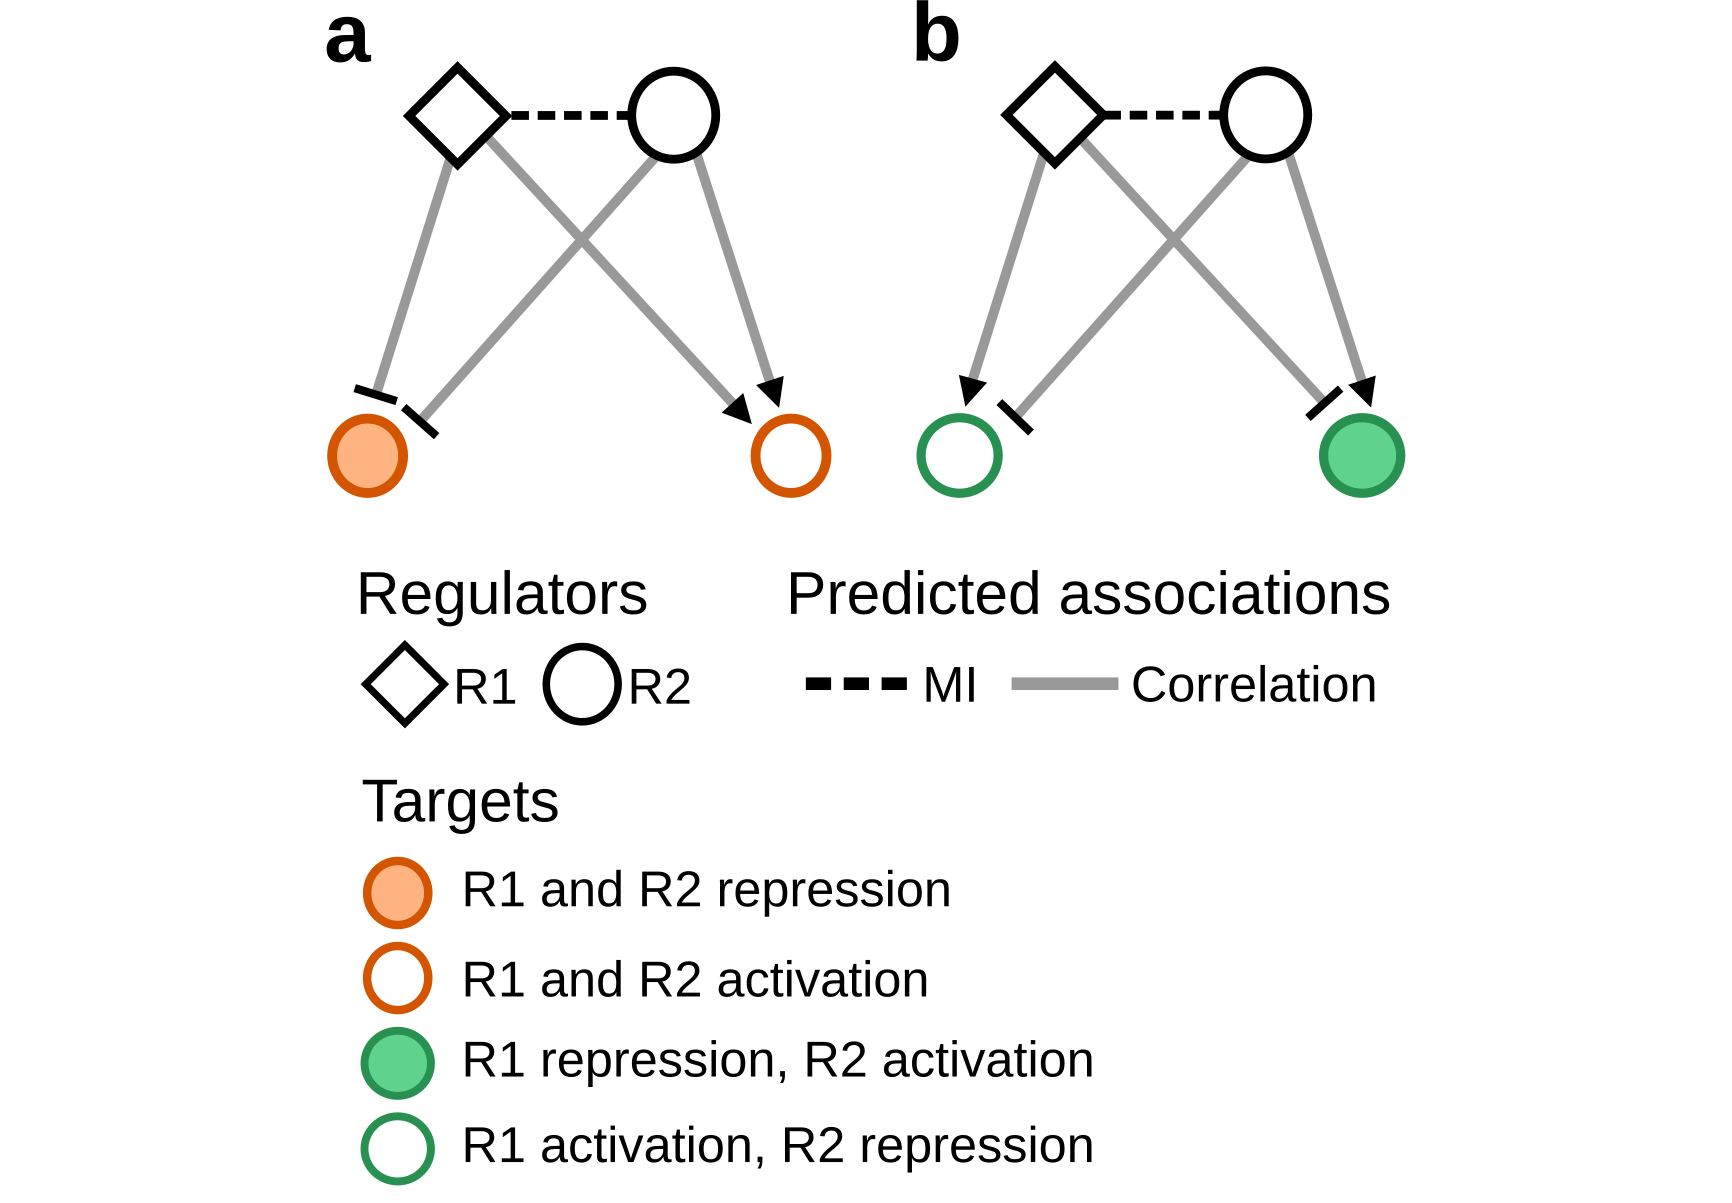 a
b
Regulators
Predicted associations
R1
R2
MI
Correlation
Targets
R1 and R2 repression
R1 and R2 activation
R1 repression, R2 activation
R1 activation, R2 repression